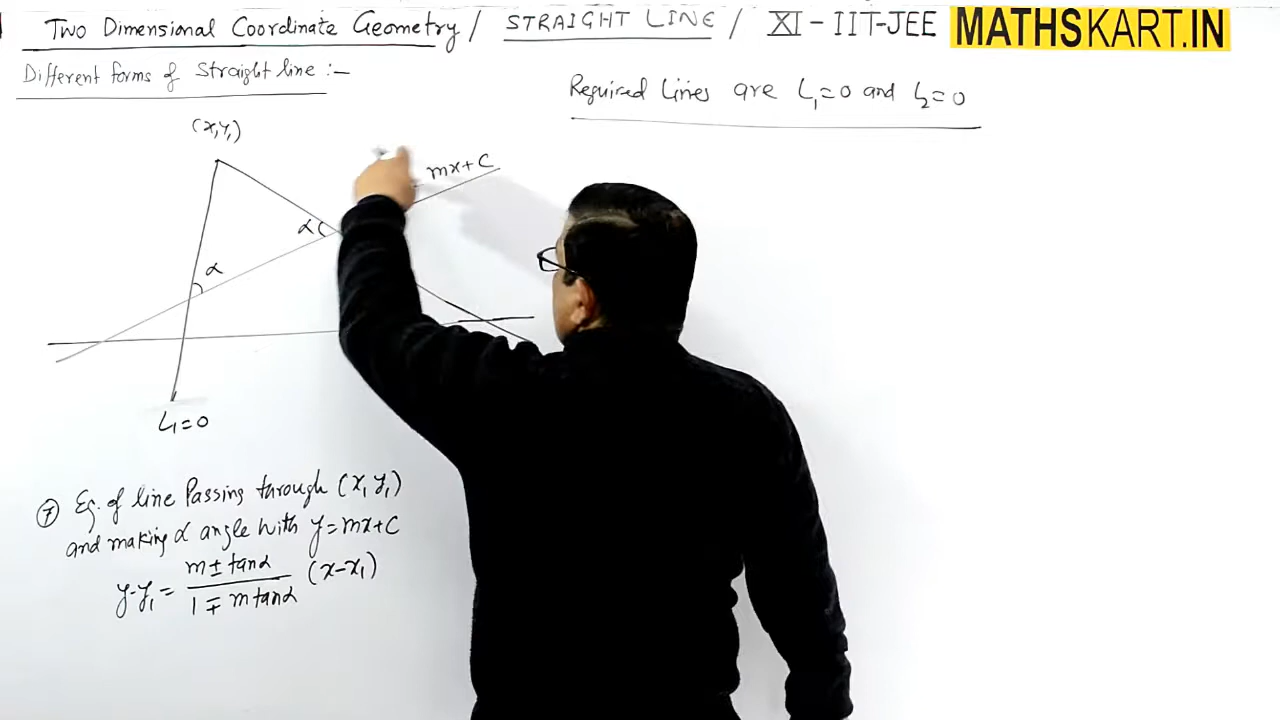 Two Dimensional Coordinate Geometry / STRAIGHT LINE / XI - IIT-JEE MATHSKART.IN
Different forms of Straight line :-
Required Lines are L₁=0 and L₂=0
(x₁,y₁)
mx+C
α
α
L₁=0
⑦ Eq. of line Passing through (x₁ y₁)
and making α angle with y=mx+C
y-y₁ = m±tanα / 1∓mtanα (x-x₁)